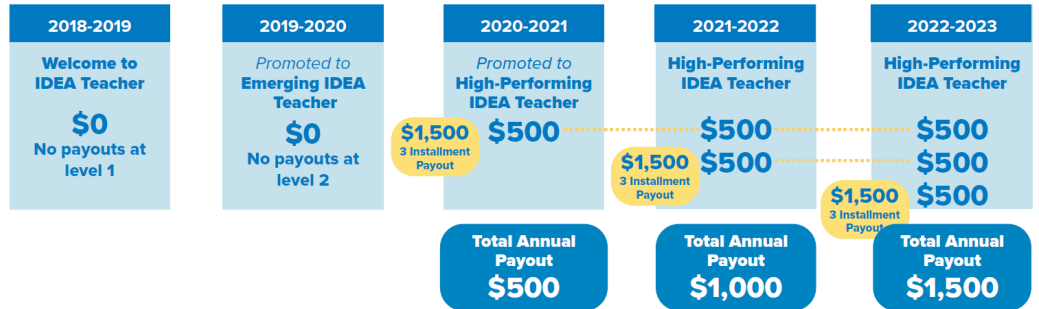 2018-2019
Welcome to
IDEA Teacher
$0
No payouts at
level 1
2019-2020
Promoted to
Emerging IDEA
Teacher
$0
No payouts at
level 2
2020-2021
Promoted to
High-Performing
IDEA Teacher
$1,500
3 Installment
Payout
$500
Total Annual
Payout
$500
2021-2022
High-Performing
IDEA Teacher
$500
$1,500
3 Installment
Payout
$500
Total Annual
Payout
$1,000
2022-2023
High-Performing
IDEA Teacher
$500
$500
$1,500
3 Installment
Payout
$500
Total Annual
Payout
$1,500